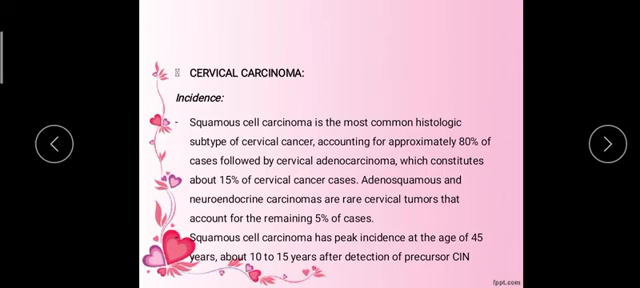 CERVICAL CARCINOMA:
Incidence:
- Squamous cell carcinoma is the most common histologic
subtype of cervical cancer, accounting for approximately 80% of
cases followed by cervical adenocarcinoma, which constitutes
about 15% of cervical cancer cases. Adenosquamous and
neuroendocrine carcinomas are rare cervical tumors that
account for the remaining 5% of cases.
Squamous cell carcinoma has peak incidence at the age of 45
years, about 10 to 15 years after detection of precursor CIN
fppt.com